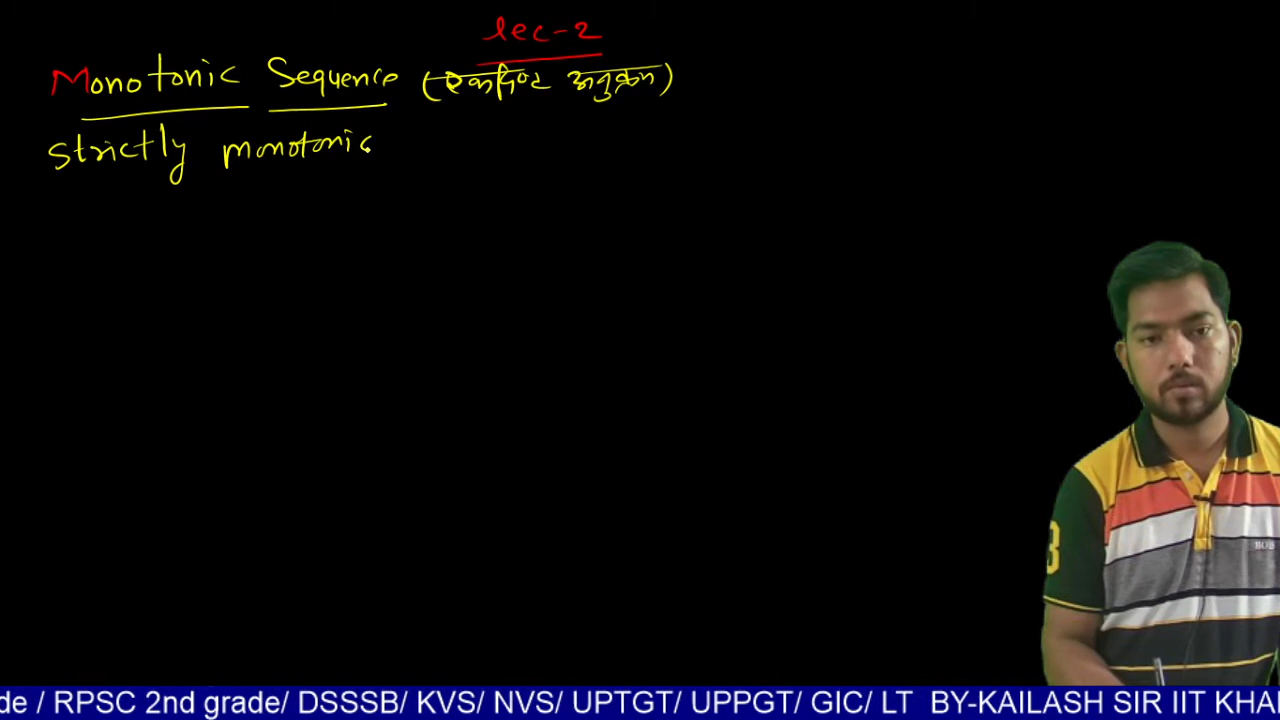 lec-2
Monotonic Sequence (एकदिष्ट अनुक्रम)
Strictly monotonic
de / RPSC 2nd grade/ DSSSB/ KVS/ NVS/ UPTGT/ UPPGT/ GIC/ LT BY-KAILASH SIR IIT KHA